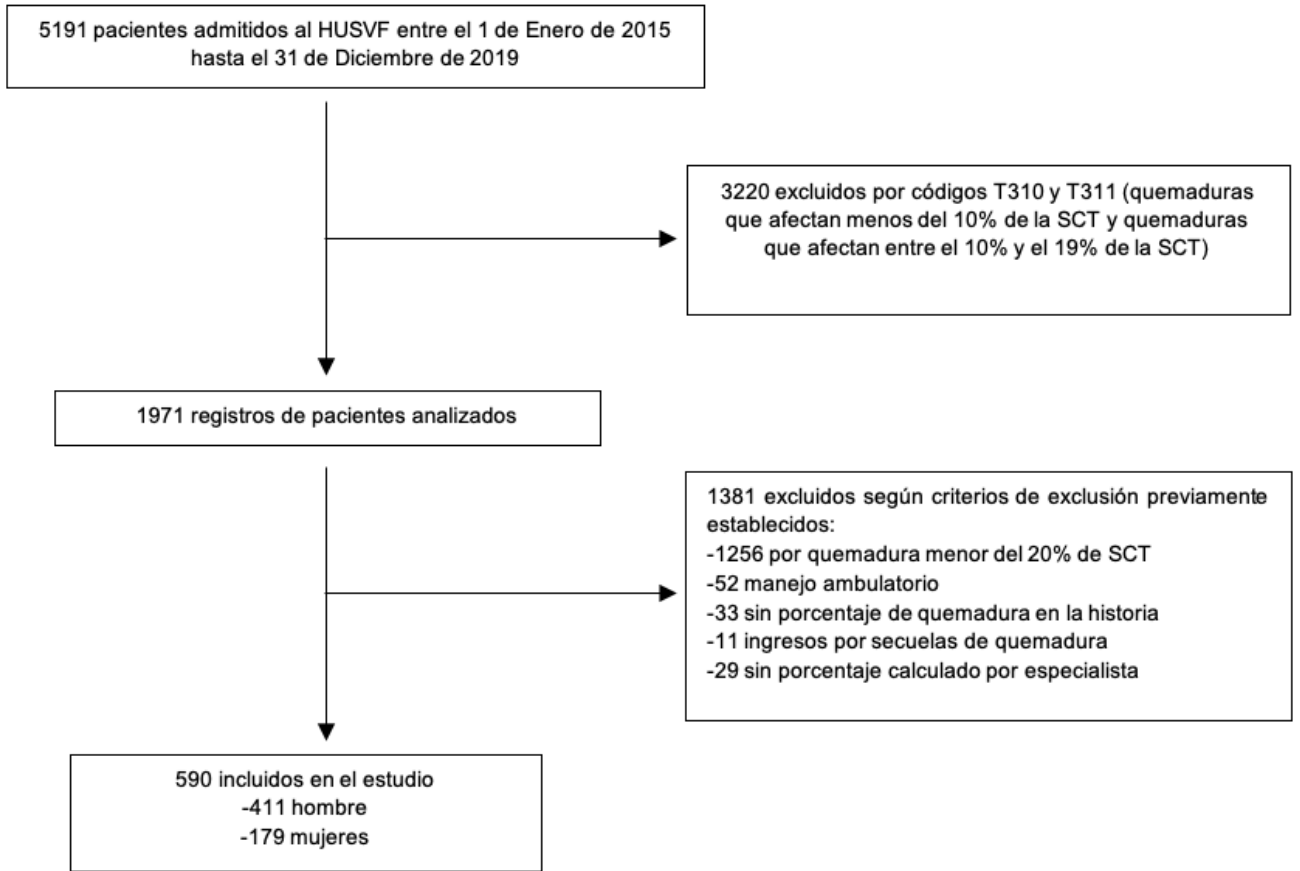 5191 pacientes admitidos al HUSVF entre el 1 de Enero de 2015
hasta el 31 de Diciembre de 2019
3220 excluidos por códigos T310 y T311 (quemaduras
que afectan menos del 10% de la SCT y quemaduras
que afectan entre el 10% y el 19% de la SCT)
1971 registros de pacientes analizados
1381 excluidos según criterios de exclusión previamente
establecidos:
-1256 por quemadura menor del 20% de SCT
-52 manejo ambulatorio
-33 sin porcentaje de quemadura en la historia
-11 ingresos por secuelas de quemadura
-29 sin porcentaje calculado por especialista
590 incluidos en el estudio
-411 hombre
-179 mujeres